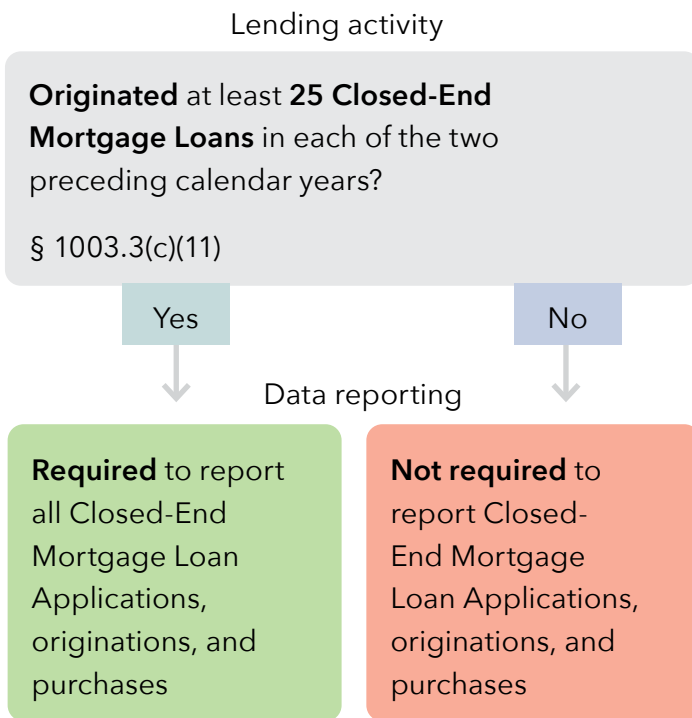 Lending activity
Originated at least 25 Closed-End
Mortgage Loans in each of the two
preceding calendar years?
§ 1003.3(c)(11)
Yes
No
Data reporting
Required to report
all Closed-End
Mortgage Loan
Applications,
originations, and
purchases
Not required to
report Closed-
End Mortgage
Loan Applications,
originations, and
purchases